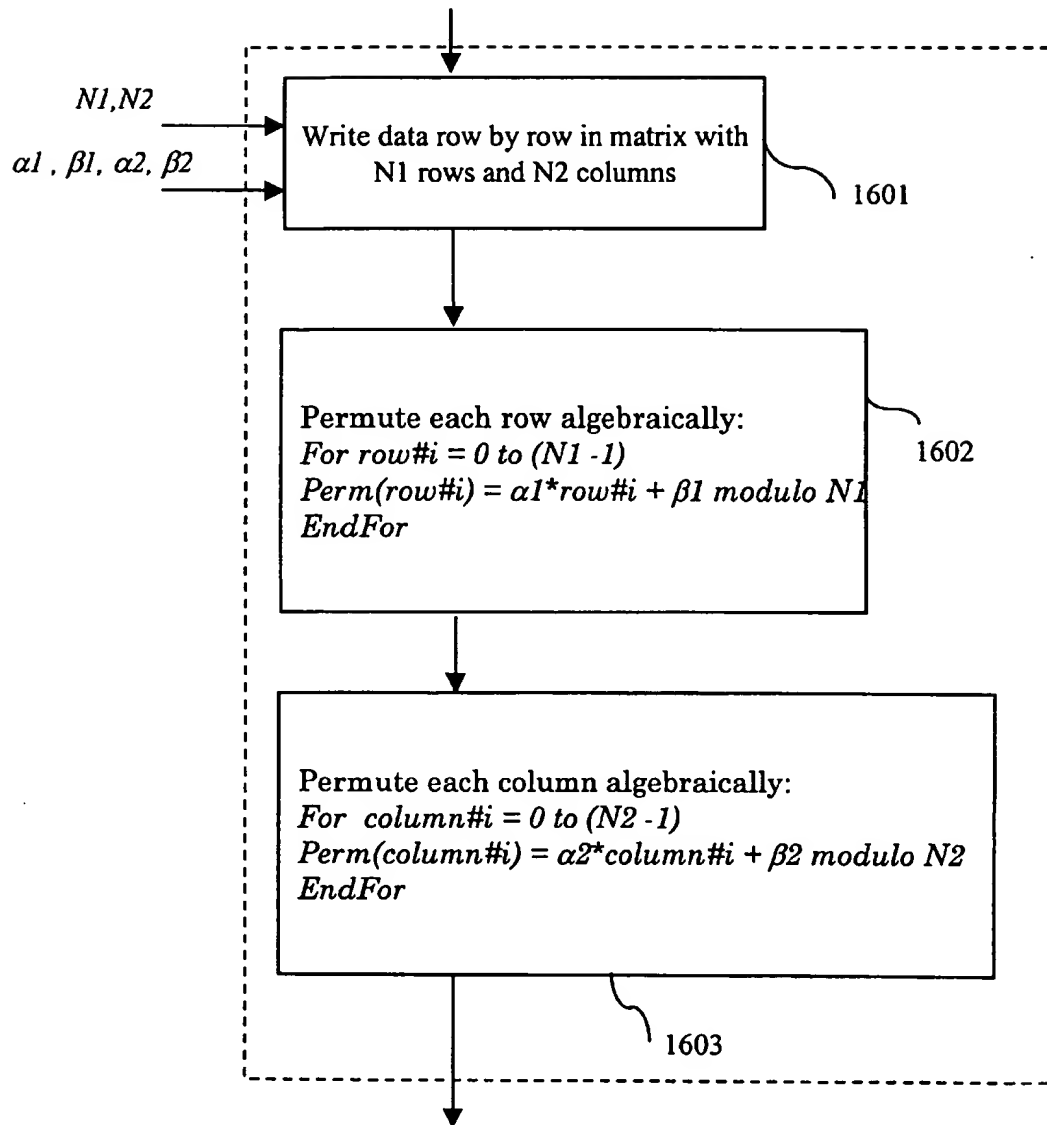 N1,N2
α1 , β1, α2, β2
Write data row by row in matrix with
N1 rows and N2 columns
1601
Permute each row algebraically:
For row#i = 0 to (N1 -1)
Perm(row#i) = α1*row#i + β1 modulo N1
EndFor
1602
Permute each column algebraically:
For column#i = 0 to (N2 -1)
Perm(column#i) = α2*column#i + β2 modulo N2
EndFor
1603